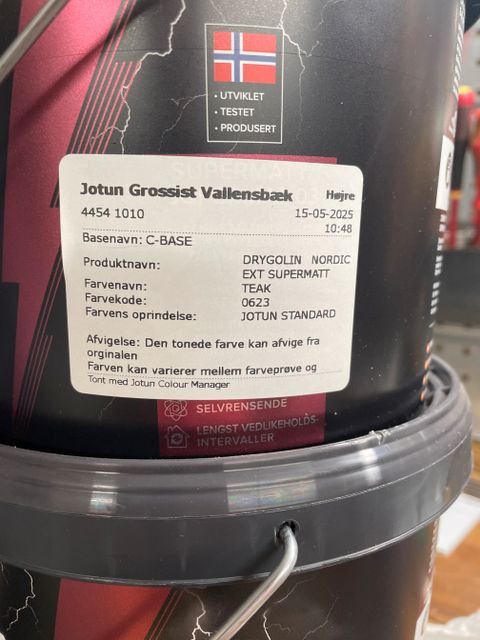 • UTVIKLET
• TESTET
• PRODUSERT
SUPERMATT
Jotun Grossist Vallensbæk Højre
4454 1010 15-05-2025
10:48
Basenavn: C-BASE
Produktnavn: DRYGOLIN NORDIC
EXT SUPERMATT
Farvenavn: TEAK
Farvekode: 0623
Farvens oprindelse: JOTUN STANDARD
Afvigelse: Den tonede farve kan afvige fra
orginalen
Farven kan varierer mellem farveprøve og
Tont med Jotun Colour Manager
SELVRENSENDE
LENGST VEDLIKEHOLDS-
INTERVALLER